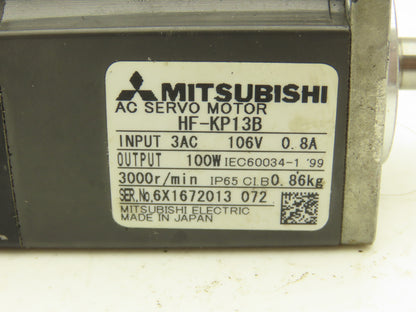 MITSUBISHI
AC SERVO MOTOR
HF-KP13B
INPUT 3AC 106V 0.8A
OUTPUT 100W IEC60034-1 '99
3000r/min IP65 Cl.B 0.86kg
SER.No.6X1672013 072
MITSUBISHI ELECTRIC
MADE IN JAPAN